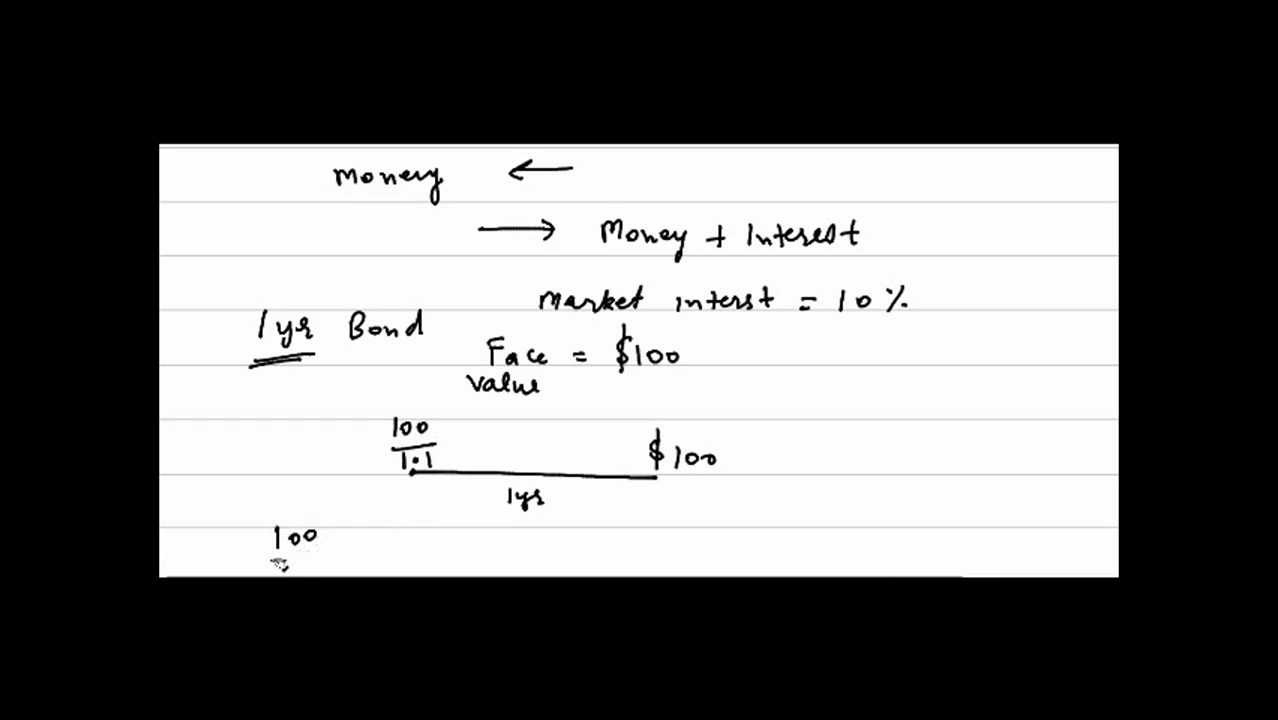 Money ←
→ Money + Interest
Market interst = 10%
1yr Bond
Face = $100
value
100
1.1
$100
1yr
100